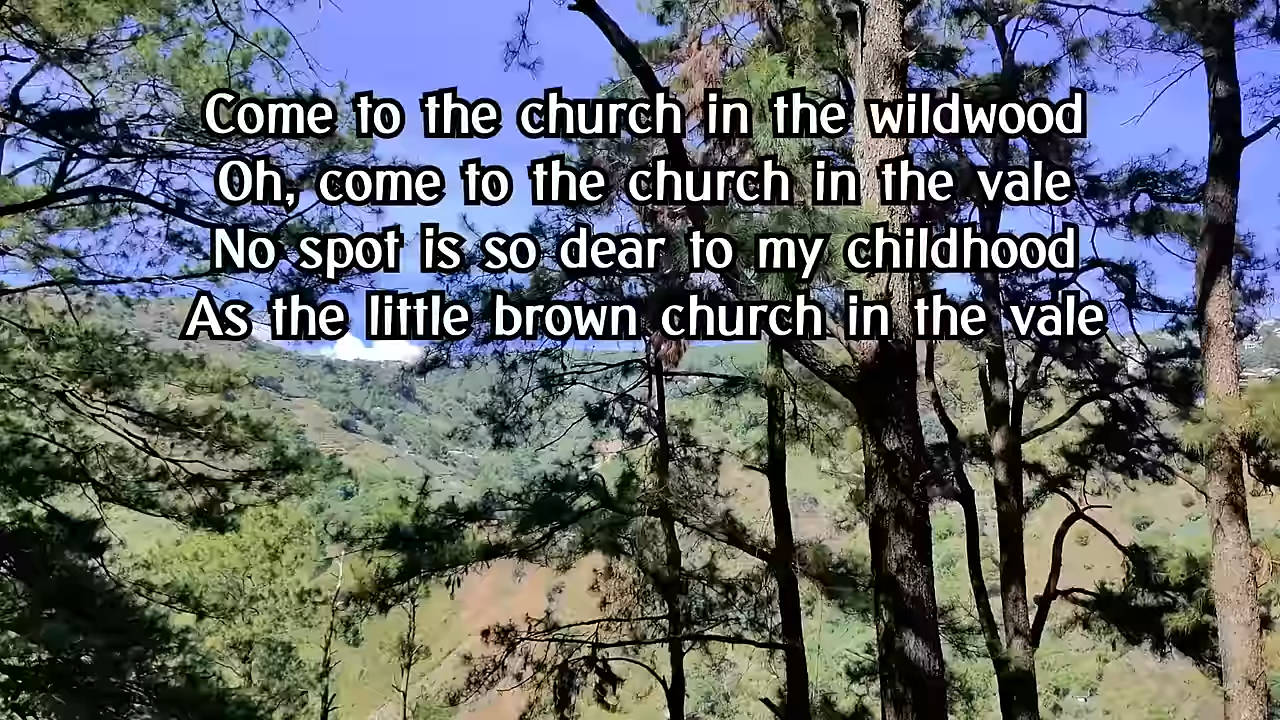 Come to the church in the wildwood
Oh, come to the church in the vale
No spot is so dear to my childhood
As the little brown church in the vale